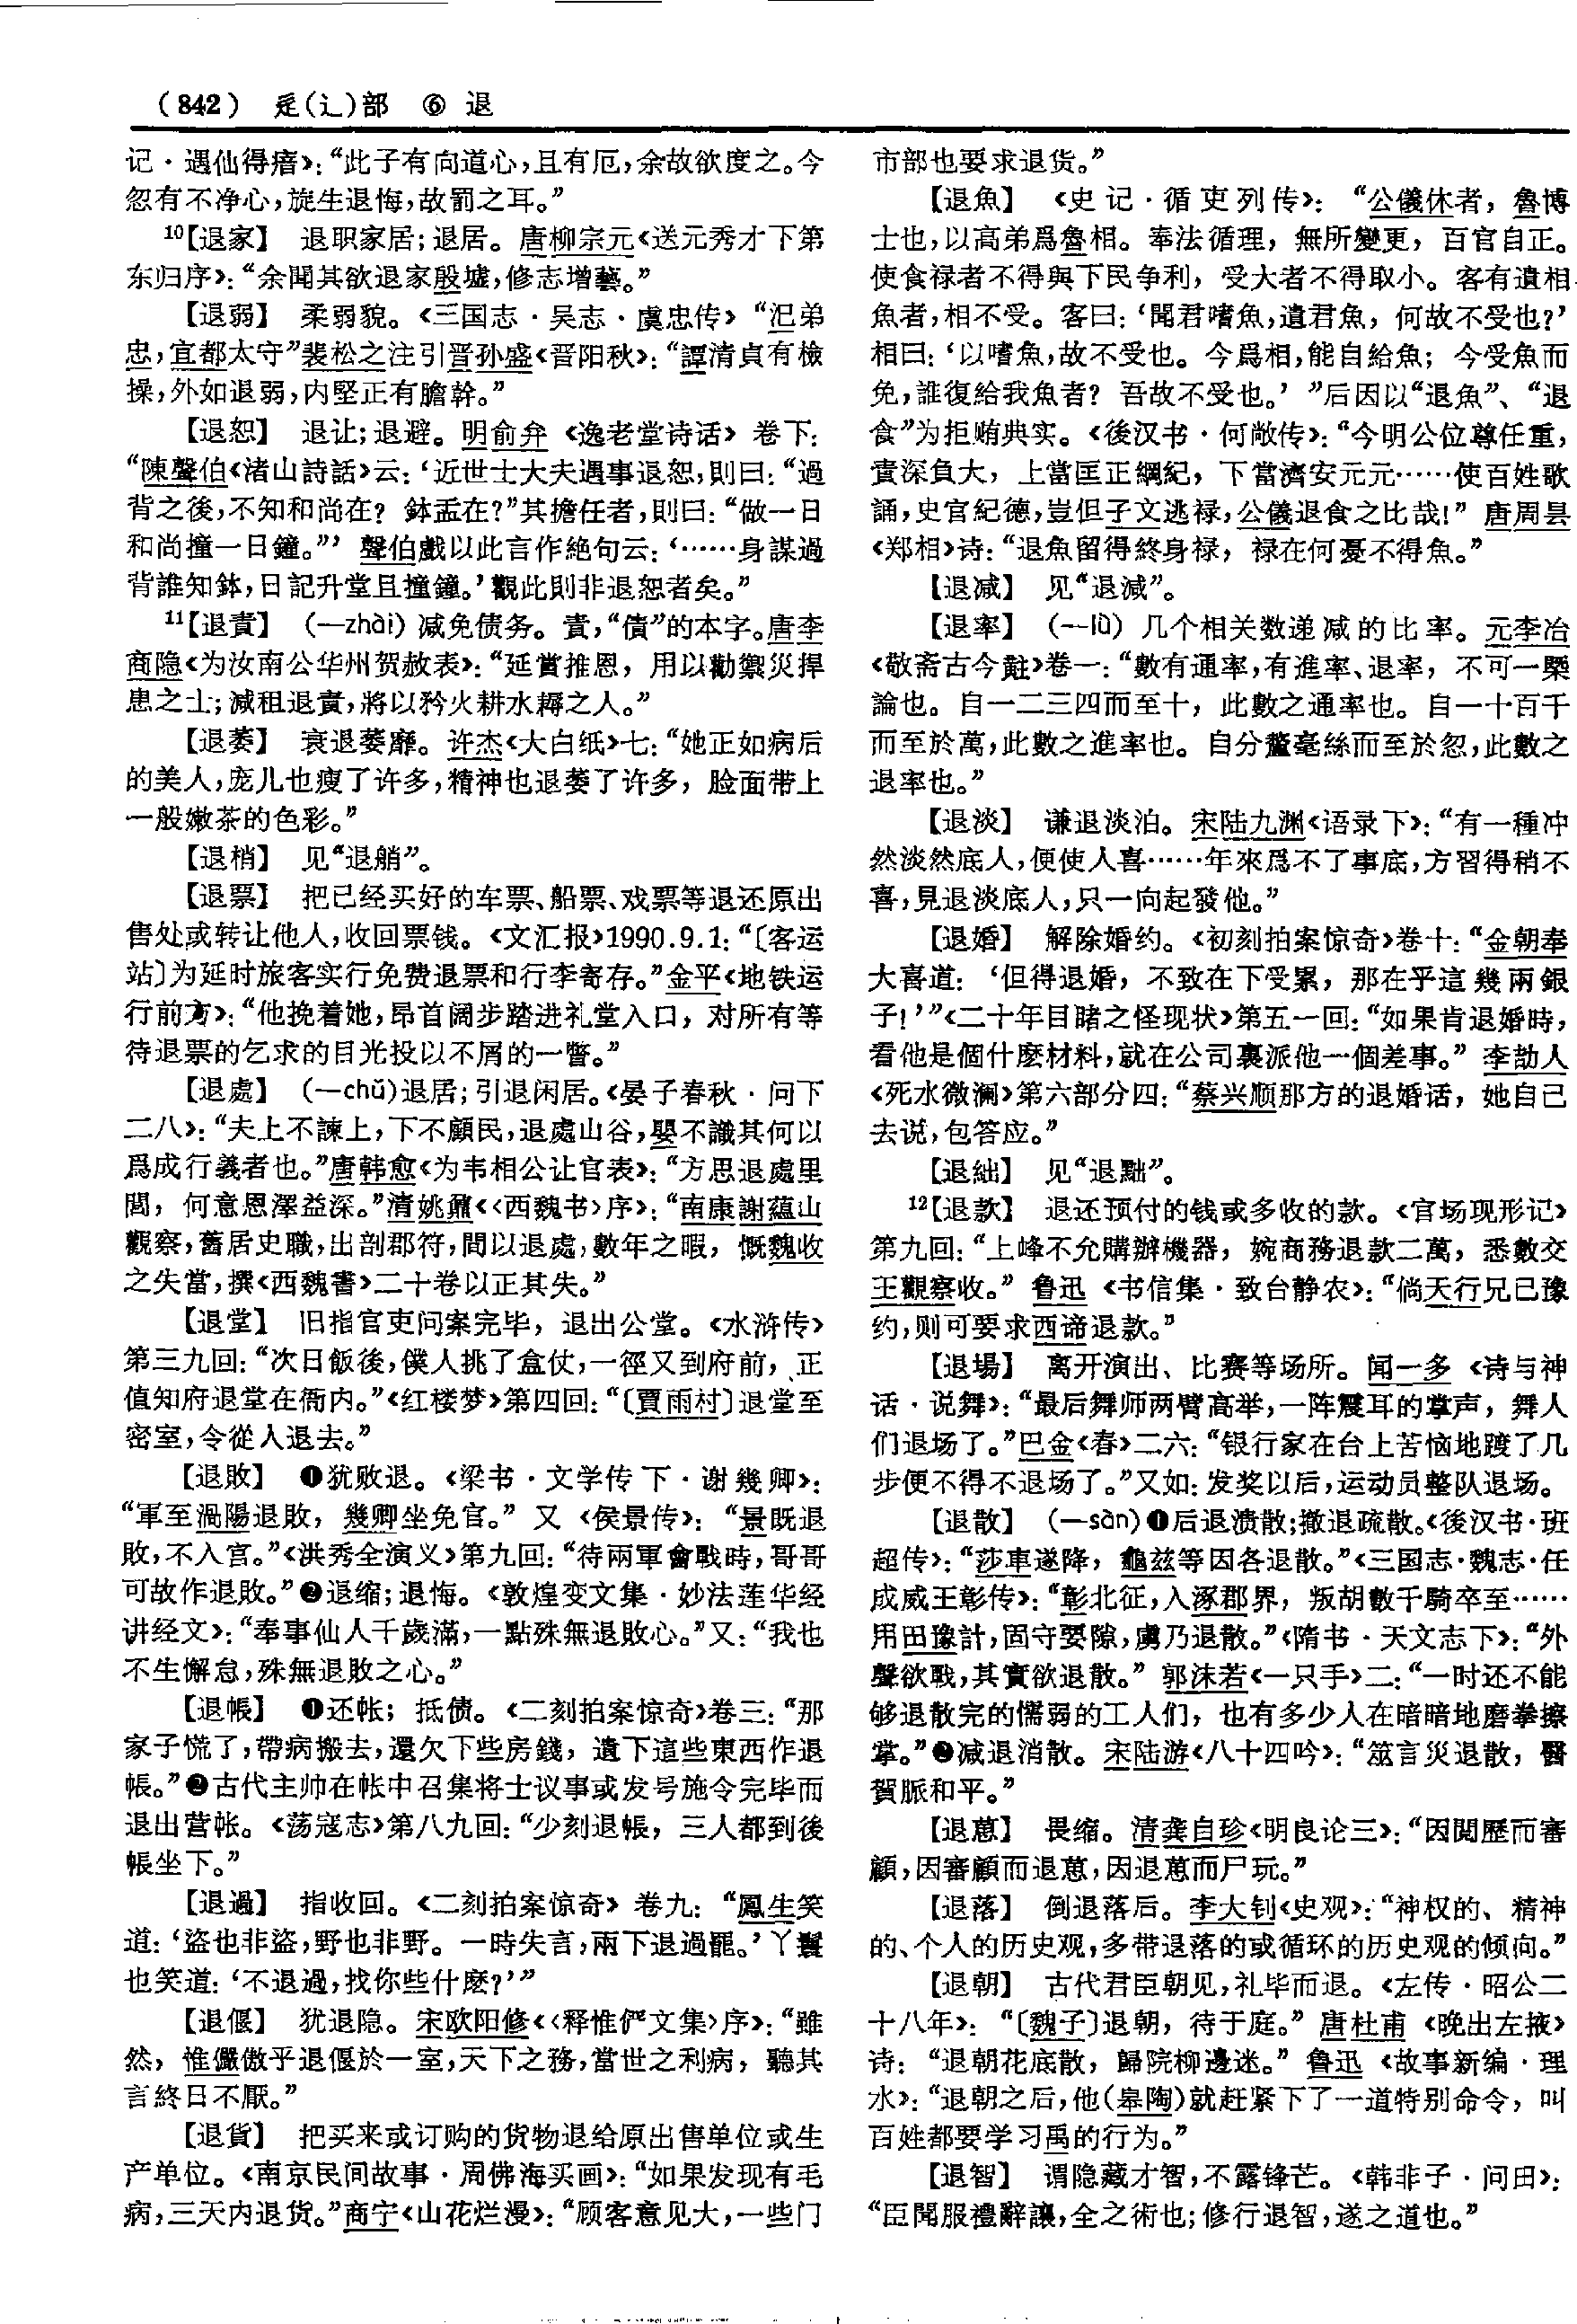 (842) 辵(辶)部 ⑥ 退
记·遇仙得瘖》：“此子有向道心，且有厄，余故欲度之。今
忽有不净心，旋生退悔，故罰之耳。”
10【退家】 退职家居；退居。唐柳宗元《送元秀才下第
东归序》：“余聞其欲退家殷墟，修志增藝。”
【退弱】 柔弱貌。《三国志·吴志·虞忠传》“汜弟
忠，宜都太守”裴松之注引晋孙盛《晋阳秋》：“譚清貞有檢
操，外如退弱，内堅正有膽幹。”
【退恕】 退让；退避。明俞弁《逸老堂诗话》卷下：
“陳聲伯《渚山詩話》云：‘近世士大夫遇事退恕，則曰：“過
背之後，不知和尚在？鉢盂在？”其擔任者，則曰：“做一日
和尚撞一日鐘。”’聲伯戲以此言作絶句云：‘……身謀過
背誰知鉢，日記升堂且撞鐘。’觀此則非退恕者矣。”
11【退責】 （—zhài）减免债务。責，“債”的本字。唐李
商隐《为汝南公华州贺赦表》：“延賞推恩，用以勸禦災捍
患之士；減租退責，將以矜火耕水耨之人。”
【退萎】 衰退萎靡。许杰《大白纸》七：“她正如病后
的美人，庞儿也瘦了许多，精神也退萎了许多，脸面带上
一般嫩茶的色彩。”
【退梢】 见“退艄”。
【退票】 把已经买好的车票、船票、戏票等退还原出
售处或转让他人，收回票钱。《文汇报》1990.9.1：“〔客运
站〕为延时旅客实行免费退票和行李寄存。”金平《地铁运
行前方》：“他挽着她，昂首阔步踏进礼堂入口，对所有等
待退票的乞求的目光投以不屑的一瞥。”
【退處】 （—chǔ）退居；引退闲居。《晏子春秋·问下
二八》：“夫上不諫上，下不顧民，退處山谷，嬰不識其何以
爲成行義者也。”唐韩愈《为韦相公让官表》：“方思退處里
閭，何意恩澤益深。”清姚鼐《〈西魏书〉序》：“南康謝藴山
觀察，舊居史職，出剖郡符，間以退處，數年之暇，慨魏收
之失當，撰《西魏書》二十卷以正其失。”
【退堂】 旧指官吏问案完毕，退出公堂。《水浒传》
第三九回：“次日飯後，僕人挑了盒仗，一徑又到府前，正
值知府退堂在衙内。”《红楼梦》第四回：“〔賈雨村〕退堂至
密室，令從人退去。”
【退敗】 ❶犹败退。《梁书·文学传下·谢幾卿》：
“軍至渦陽退敗，幾卿坐免官。”又《侯景传》：“景既退
敗，不入宫。”《洪秀全演义》第九回：“待兩軍會戰時，哥哥
可故作退敗。”❷退缩；退悔。《敦煌变文集·妙法莲华经
讲经文》：“奉事仙人千歲滿，一點殊無退敗心。”又：“我也
不生懈怠，殊無退敗之心。”
【退帳】 ❶还帐；抵债。《二刻拍案惊奇》卷三：“那
家子慌了，帶病搬去，還欠下些房錢，遺下這些東西作退
帳。”❷古代主帅在帐中召集将士议事或发号施令完毕而
退出营帐。《荡寇志》第八九回：“少刻退帳，三人都到後
帳坐下。”
【退過】 指收回。《二刻拍案惊奇》卷九：“鳳生笑
道：‘盜也非盜，野也非野。一時失言，兩下退過罷。’丫鬟
也笑道：‘不退過，找你些什麽？’”
【退偃】 犹退隐。宋欧阳修《〈释惟俨文集〉序》：“雖
然，惟儼傲乎退偃於一室，天下之務，當世之利病，聽其
言終日不厭。”
【退貨】 把买来或订购的货物退给原出售单位或生
产单位。《南京民间故事·周佛海买画》：“如果发现有毛
病，三天内退货。”商宁《山花烂漫》：“顾客意见大，一些门
市部也要求退货。”
【退魚】 《史记·循吏列传》：“公儀休者，魯博
士也，以高弟爲魯相。奉法循理，無所變更，百官自正。
使食禄者不得與下民争利，受大者不得取小。客有遺相
魚者，相不受。客曰：‘聞君嗜魚，遺君魚，何故不受也？’
相曰：‘以嗜魚，故不受也。今爲相，能自給魚；今受魚而
免，誰復給我魚者？吾故不受也。’”后因以“退魚”、“退
食”为拒贿典实。《後汉书·何敞传》：“今明公位尊任重，
責深負大，上當匡正綱紀，下當濟安元元……使百姓歌
誦，史官紀德，豈但子文逃禄，公儀退食之比哉！”唐周昙
《郑相》诗：“退魚留得終身禄，禄在何憂不得魚。”
【退减】 见“退減”。
【退率】 （—lǜ）几个相关数递减的比率。元李冶
《敬斋古今黈》卷一：“數有通率，有進率、退率，不可一槩
論也。自一二三四而至十，此數之通率也。自一十百千
而至於萬，此數之進率也。自分釐毫絲而至於忽，此數之
退率也。”
【退淡】 谦退淡泊。宋陆九渊《语录下》：“有一種冲
然淡然底人，便使人喜……年來爲不了事底，方習得稍不
喜，見退淡底人，只一向起發他。”
【退婚】 解除婚约。《初刻拍案惊奇》卷十：“金朝奉
大喜道：‘但得退婚，不致在下受累，那在乎這幾兩銀
子！’”《二十年目睹之怪现状》第五一回：“如果肯退婚時，
看他是個什麽材料，就在公司裏派他一個差事。”李劼人
《死水微澜》第六部分四：“蔡兴顺那方的退婚话，她自己
去说，包答应。”
【退絀】 见“退黜”。
12【退款】 退还预付的钱或多收的款。《官场现形记》
第九回：“上峰不允購辦機器，婉商務退款二萬，悉數交
王觀察收。”鲁迅《书信集·致台静农》：“倘天行兄已豫
约，则可要求西谛退款。”
【退場】 离开演出、比赛等场所。闻一多《诗与神
话·说舞》：“最后舞师两臂高举，一阵震耳的掌声，舞人
们退场了。”巴金《春》二六：“银行家在台上苦恼地踱了几
步便不得不退场了。”又如：发奖以后，运动员整队退场。
【退散】 （—sàn）❶后退溃散；撤退疏散。《後汉书·班
超传》：“莎車遂降，龜兹等因各退散。”《三国志·魏志·任
成威王彰传》：“彰北征，入涿郡界，叛胡數千騎卒至……
用田豫計，固守要隙，虜乃退散。”《隋书·天文志下》：“外
聲欲戰，其實欲退散。”郭沫若《一只手》二：“一时还不能
够退散完的懦弱的工人们，也有多少人在暗暗地磨拳擦
掌。”❷减退消散。宋陆游《八十四吟》：“筮言災退散，醫
賀脈和平。”
【退葸】 畏缩。清龚自珍《明良论三》：“因閲歷而審
顧，因審顧而退葸，因退葸而尸玩。”
【退落】 倒退落后。李大钊《史观》：“神权的、精神
的、个人的历史观，多带退落的或循环的历史观的倾向。”
【退朝】 古代君臣朝见，礼毕而退。《左传·昭公二
十八年》：“〔魏子〕退朝，待于庭。”唐杜甫《晚出左掖》
诗：“退朝花底散，歸院柳邊迷。”鲁迅《故事新编·理
水》：“退朝之后，他（皋陶）就赶紧下了一道特别命令，叫
百姓都要学习禹的行为。”
【退智】 谓隐藏才智，不露锋芒。《韩非子·问田》：
“臣聞服禮辭讓，全之術也；修行退智，遂之道也。”